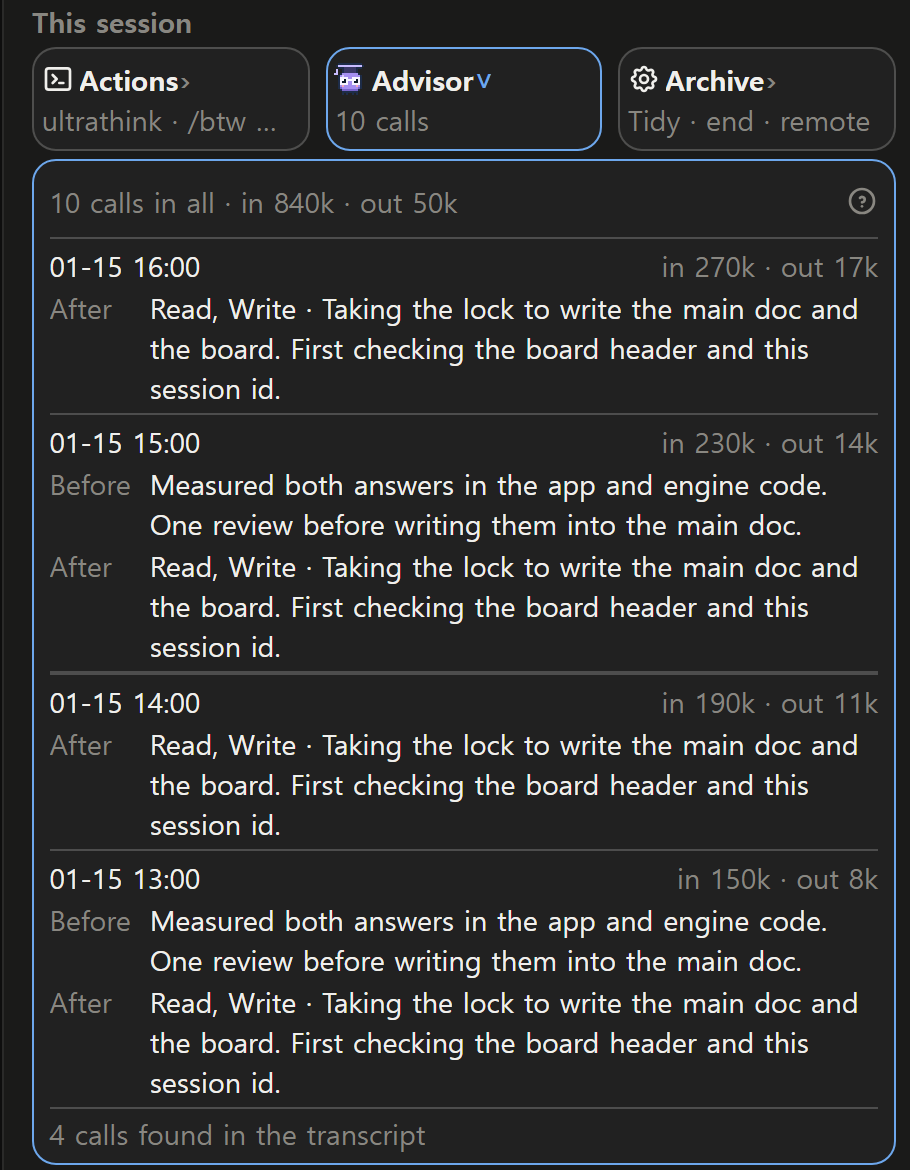 This session
Actions›
ultrathink · /btw ...
Advisor˅
10 calls
Archive›
Tidy · end · remote
10 calls in all · in 840k · out 50k
?
01-15 16:00 in 270k · out 17k
After Read, Write · Taking the lock to write the main doc and
the board. First checking the board header and this
session id.
01-15 15:00 in 230k · out 14k
Before Measured both answers in the app and engine code.
One review before writing them into the main doc.
After Read, Write · Taking the lock to write the main doc and
the board. First checking the board header and this
session id.
01-15 14:00 in 190k · out 11k
After Read, Write · Taking the lock to write the main doc and
the board. First checking the board header and this
session id.
01-15 13:00 in 150k · out 8k
Before Measured both answers in the app and engine code.
One review before writing them into the main doc.
After Read, Write · Taking the lock to write the main doc and
the board. First checking the board header and this
session id.
4 calls found in the transcript